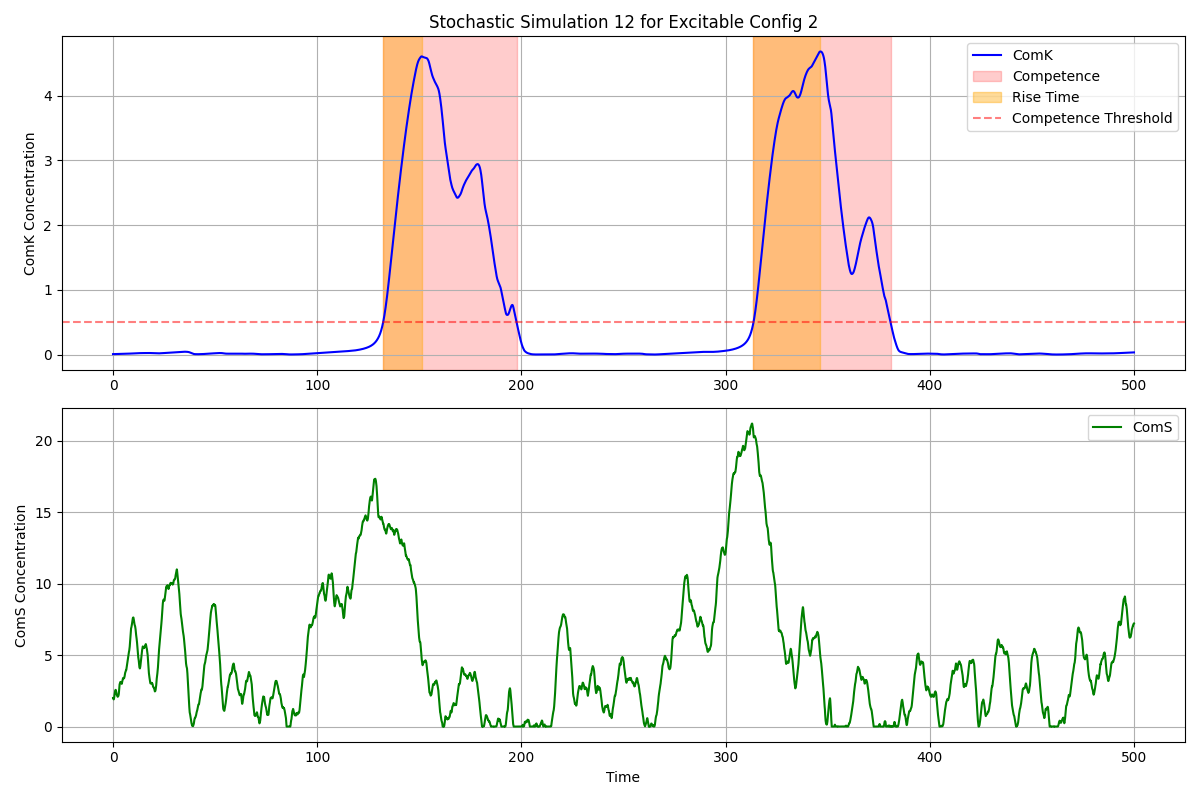 Stochastic Simulation 12 for Excitable Config 2
ComK Concentration
4
3
2
1
0
0 100 200 300 400 500
ComK
Competence
Rise Time
Competence Threshold
ComS Concentration
20
15
10
5
0
0 100 200 300 400 500
ComS
Time